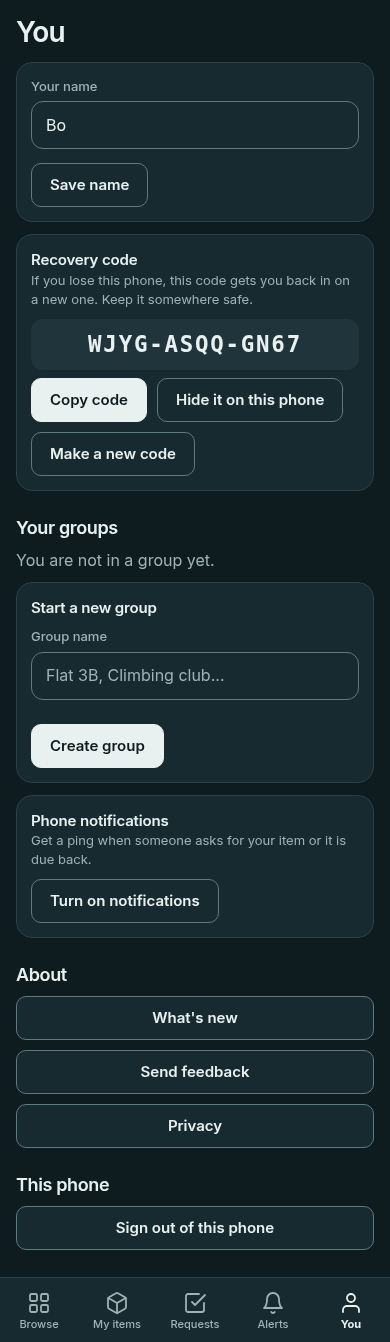 You
Your name
Bo
Save name
Recovery code
If you lose this phone, this code gets you back in on
a new one. Keep it somewhere safe.
WJYG-ASQQ-GN67
Copy code
Hide it on this phone
Make a new code
Your groups
You are not in a group yet.
Start a new group
Group name
Flat 3B, Climbing club...
Create group
Phone notifications
Get a ping when someone asks for your item or it is
due back.
Turn on notifications
About
What's new
Send feedback
Privacy
This phone
Sign out of this phone
Browse
My items
Requests
Alerts
You